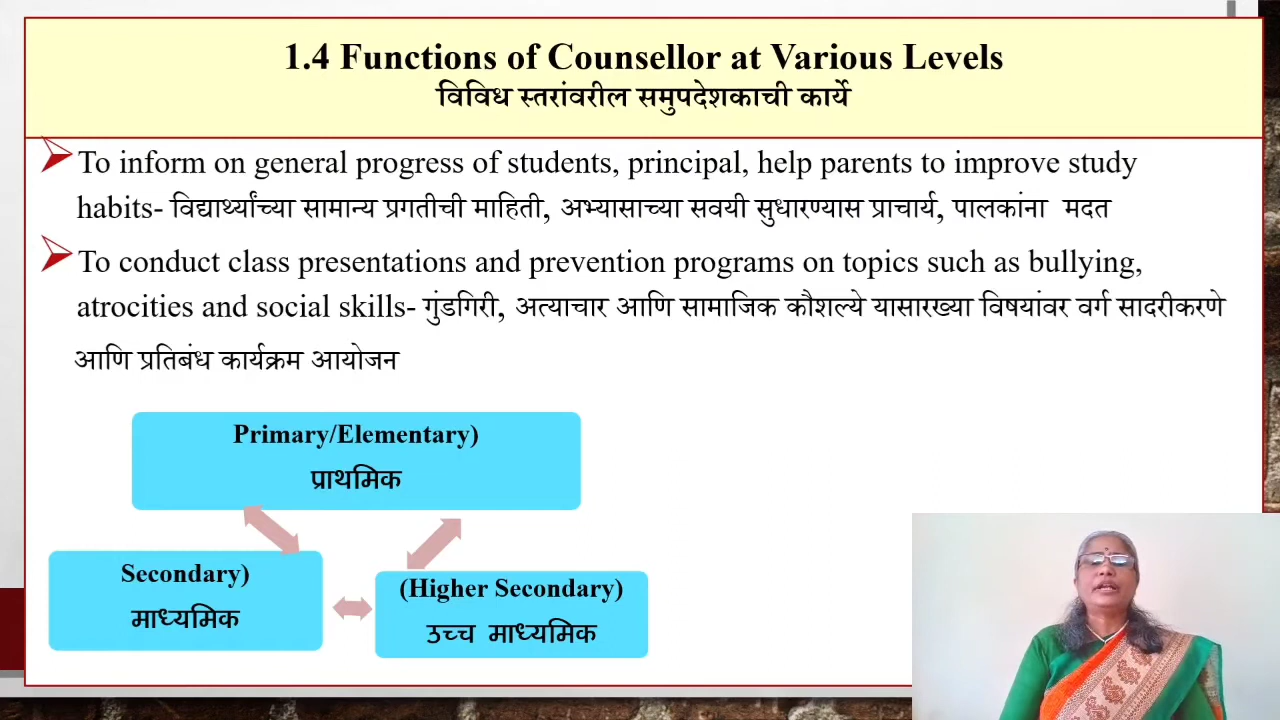 1.4 Functions of Counsellor at Various Levels
विविध स्तरांवरील समुपदेशकाची कार्ये
To inform on general progress of students, principal, help parents to improve study
habits- विद्यार्थ्यांच्या सामान्य प्रगतीची माहिती, अभ्यासाच्या सवयी सुधारण्यास प्राचार्य, पालकांना मदत
To conduct class presentations and prevention programs on topics such as bullying,
atrocities and social skills- गुंडगिरी, अत्याचार आणि सामाजिक कौशल्ये यासारख्या विषयांवर वर्ग सादरीकरणे
आणि प्रतिबंध कार्यक्रम आयोजन
Primary/Elementary)
प्राथमिक
Secondary)
माध्यमिक
(Higher Secondary)
उच्च माध्यमिक